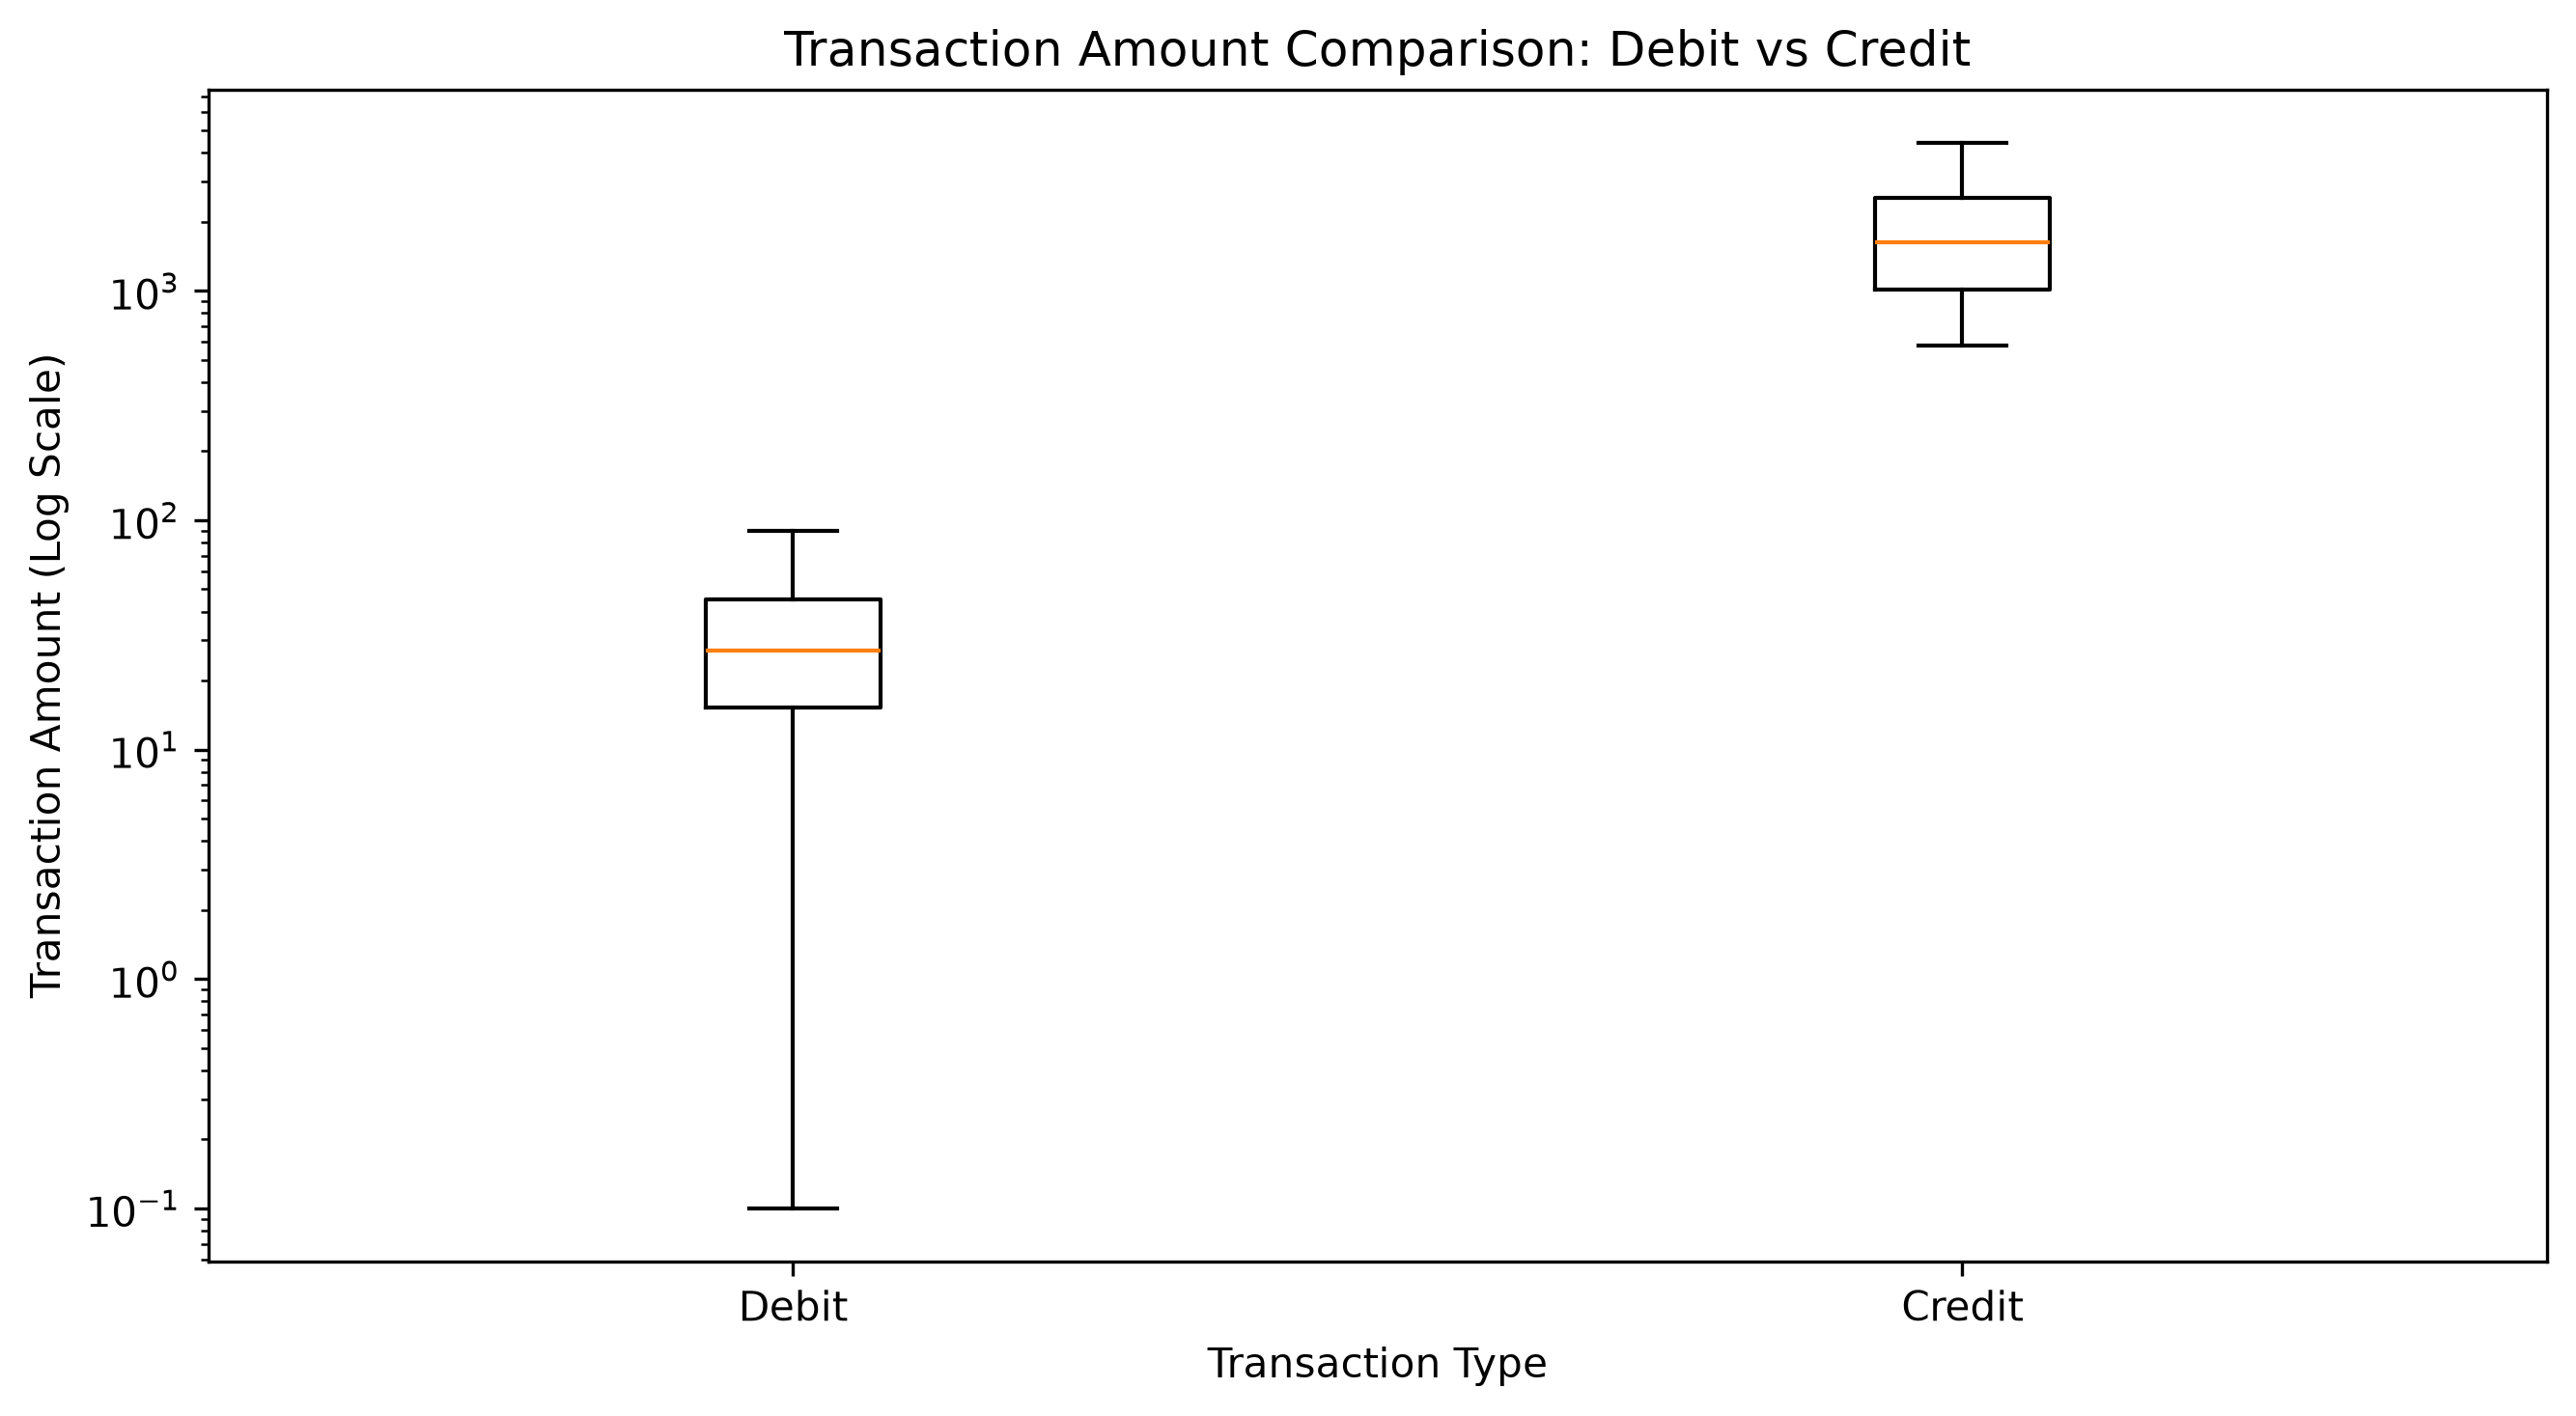 Transaction Amount Comparison: Debit vs Credit
Transaction Amount (Log Scale)
10³
10²
10¹
10⁰
10⁻¹
Debit
Credit
Transaction Type